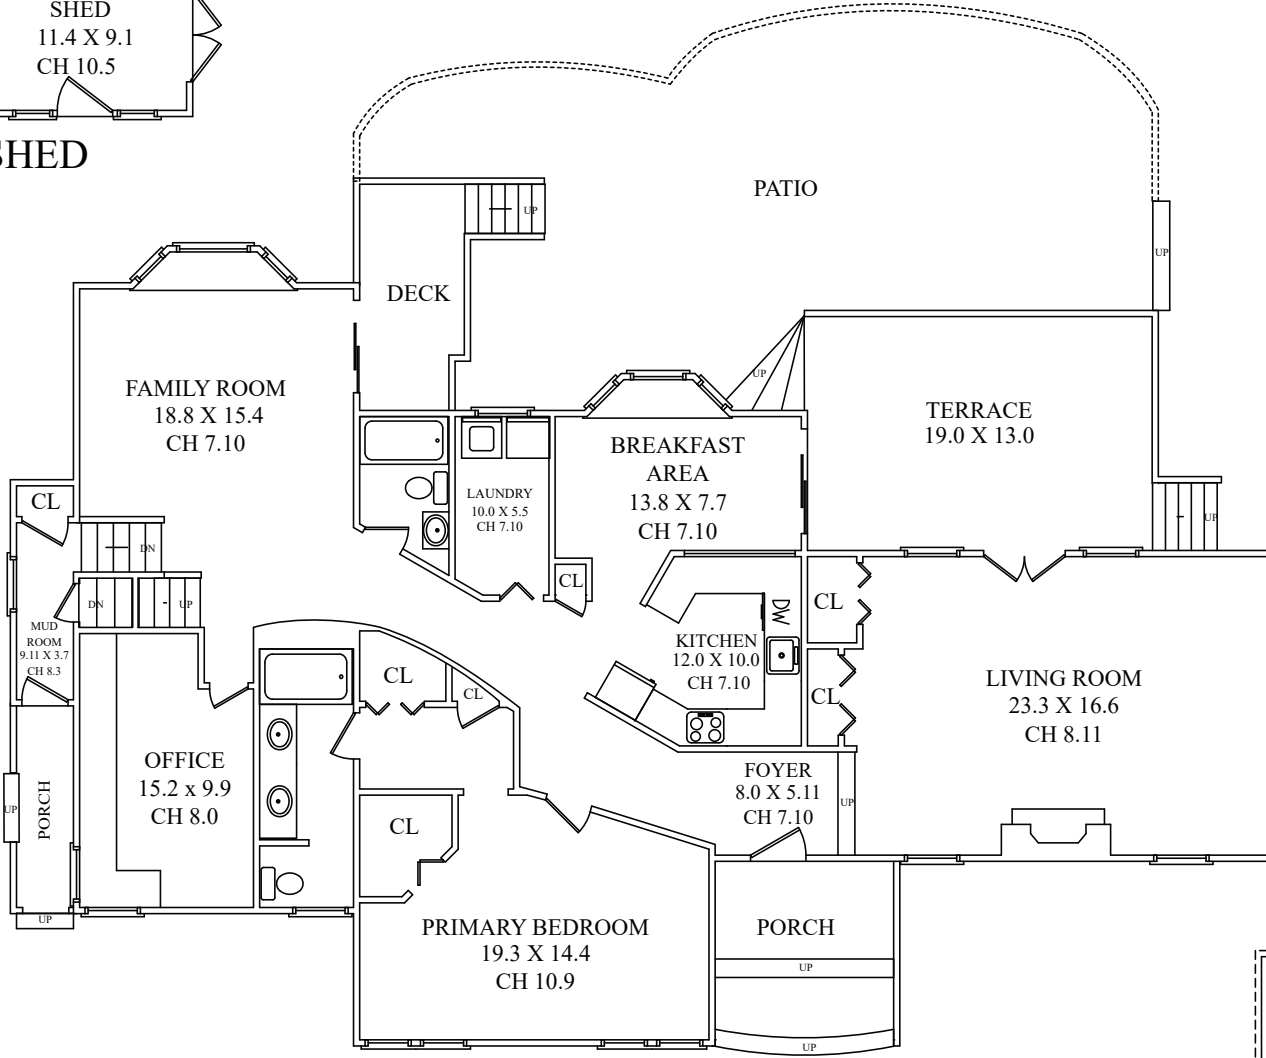 SHED
11.4 X 9.1
CH 10.5
SHED
PATIO
UP
UP
DECK
FAMILY ROOM
18.8 X 15.4
CH 7.10
UP
TERRACE
19.0 X 13.0
BREAKFAST
AREA
13.8 X 7.7
CH 7.10
LAUNDRY
10.0 X 5.5
CH 7.10
CL
DN
UP
CL
DN
UP
MUD
ROOM
9.11 X 3.7
CH 8.3
CL
DW
KITCHEN
12.0 X 10.0
CH 7.10
CL
CL
CL
CL
LIVING ROOM
23.3 X 16.6
CH 8.11
OFFICE
15.2 x 9.9
CH 8.0
UP
PORCH
CL
FOYER
8.0 X 5.11
CH 7.10
UP
UP
PRIMARY BEDROOM
19.3 X 14.4
CH 10.9
PORCH
UP
UP